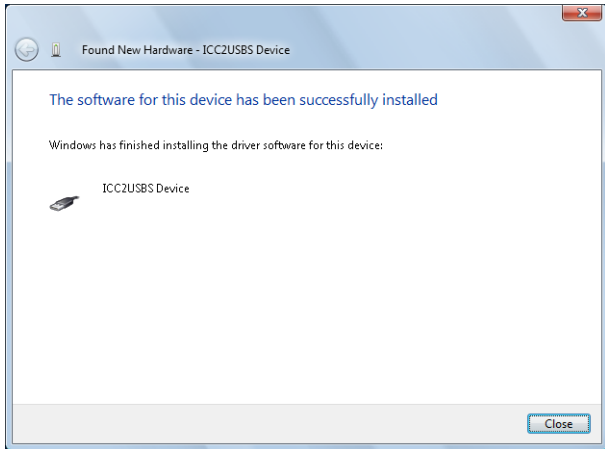 Found New Hardware - ICC2USBS Device
The software for this device has been successfully installed
Windows has finished installing the driver software for this device:
ICC2USBS Device
Close